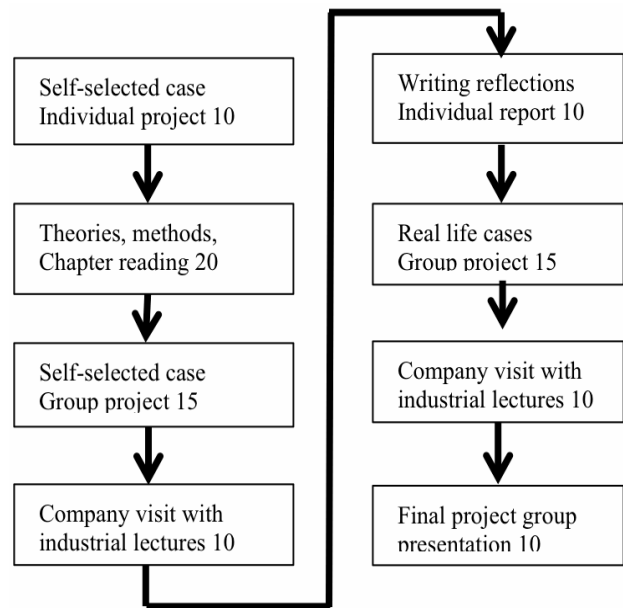 Self-selected case
Individual project 10
Theories, methods,
Chapter reading 20
Self-selected case
Group project 15
Company visit with
industrial lectures 10
Writing reflections
Individual report 10
Real life cases
Group project 15
Company visit with
industrial lectures 10
Final project group
presentation 10